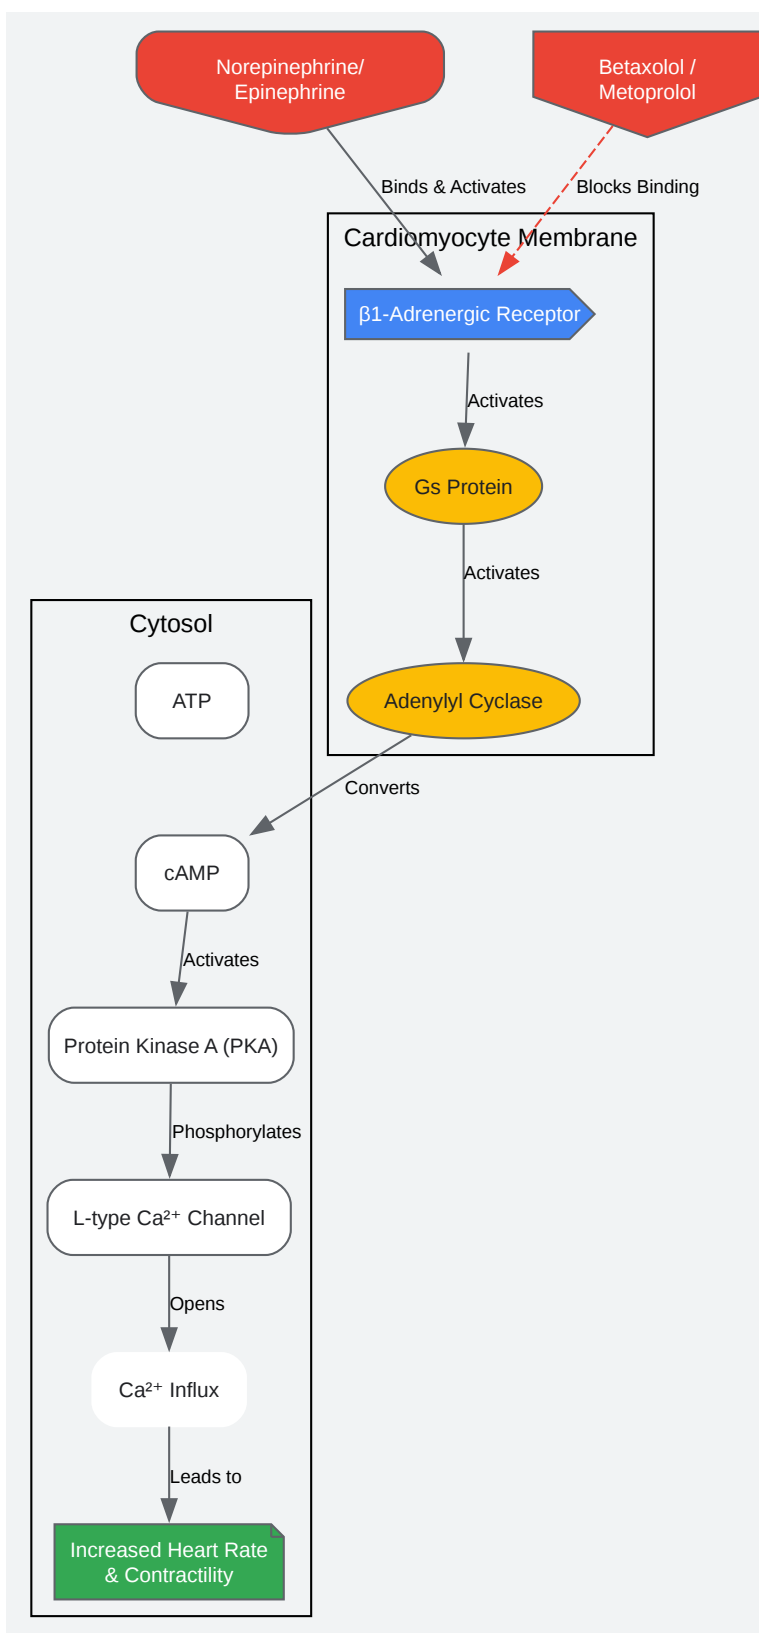 Norepinephrine/
Epinephrine
Betaxolol /
Metoprolol
Binds & Activates
Blocks Binding
Cardiomyocyte Membrane
β1-Adrenergic Receptor
Activates
Gs Protein
Activates
Cytosol
ATP
Adenylyl Cyclase
Converts
cAMP
Activates
Protein Kinase A (PKA)
Phosphorylates
L-type Ca²⁺ Channel
Opens
Ca²⁺ Influx
Leads to
Increased Heart Rate
& Contractility